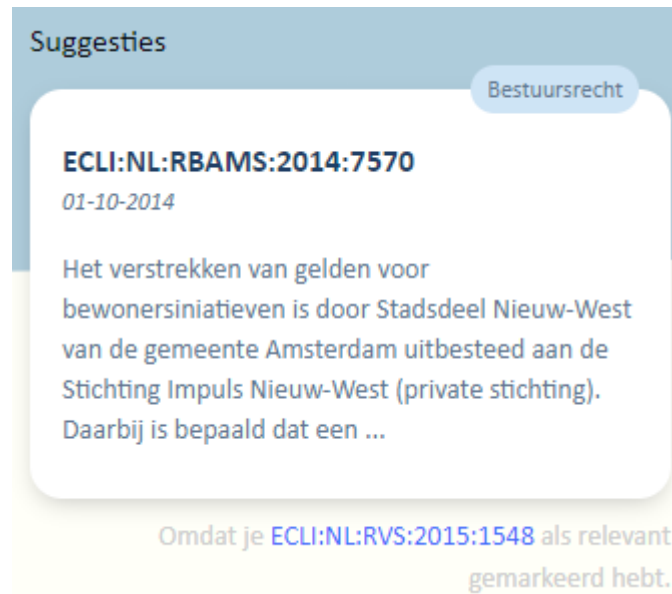 Suggesties
Bestuursrecht
ECLI:NL:RBAMS:2014:7570
01-10-2014
Het verstrekken van gelden voor
bewonersiniatieven is door Stadsdeel Nieuw-West
van de gemeente Amsterdam uitbesteed aan de
Stichting Impuls Nieuw-West (private stichting).
Daarbij is bepaald dat een ...
Omdat je ECLI:NL:RVS:2015:1548 als relevant
gemarkeerd hebt.